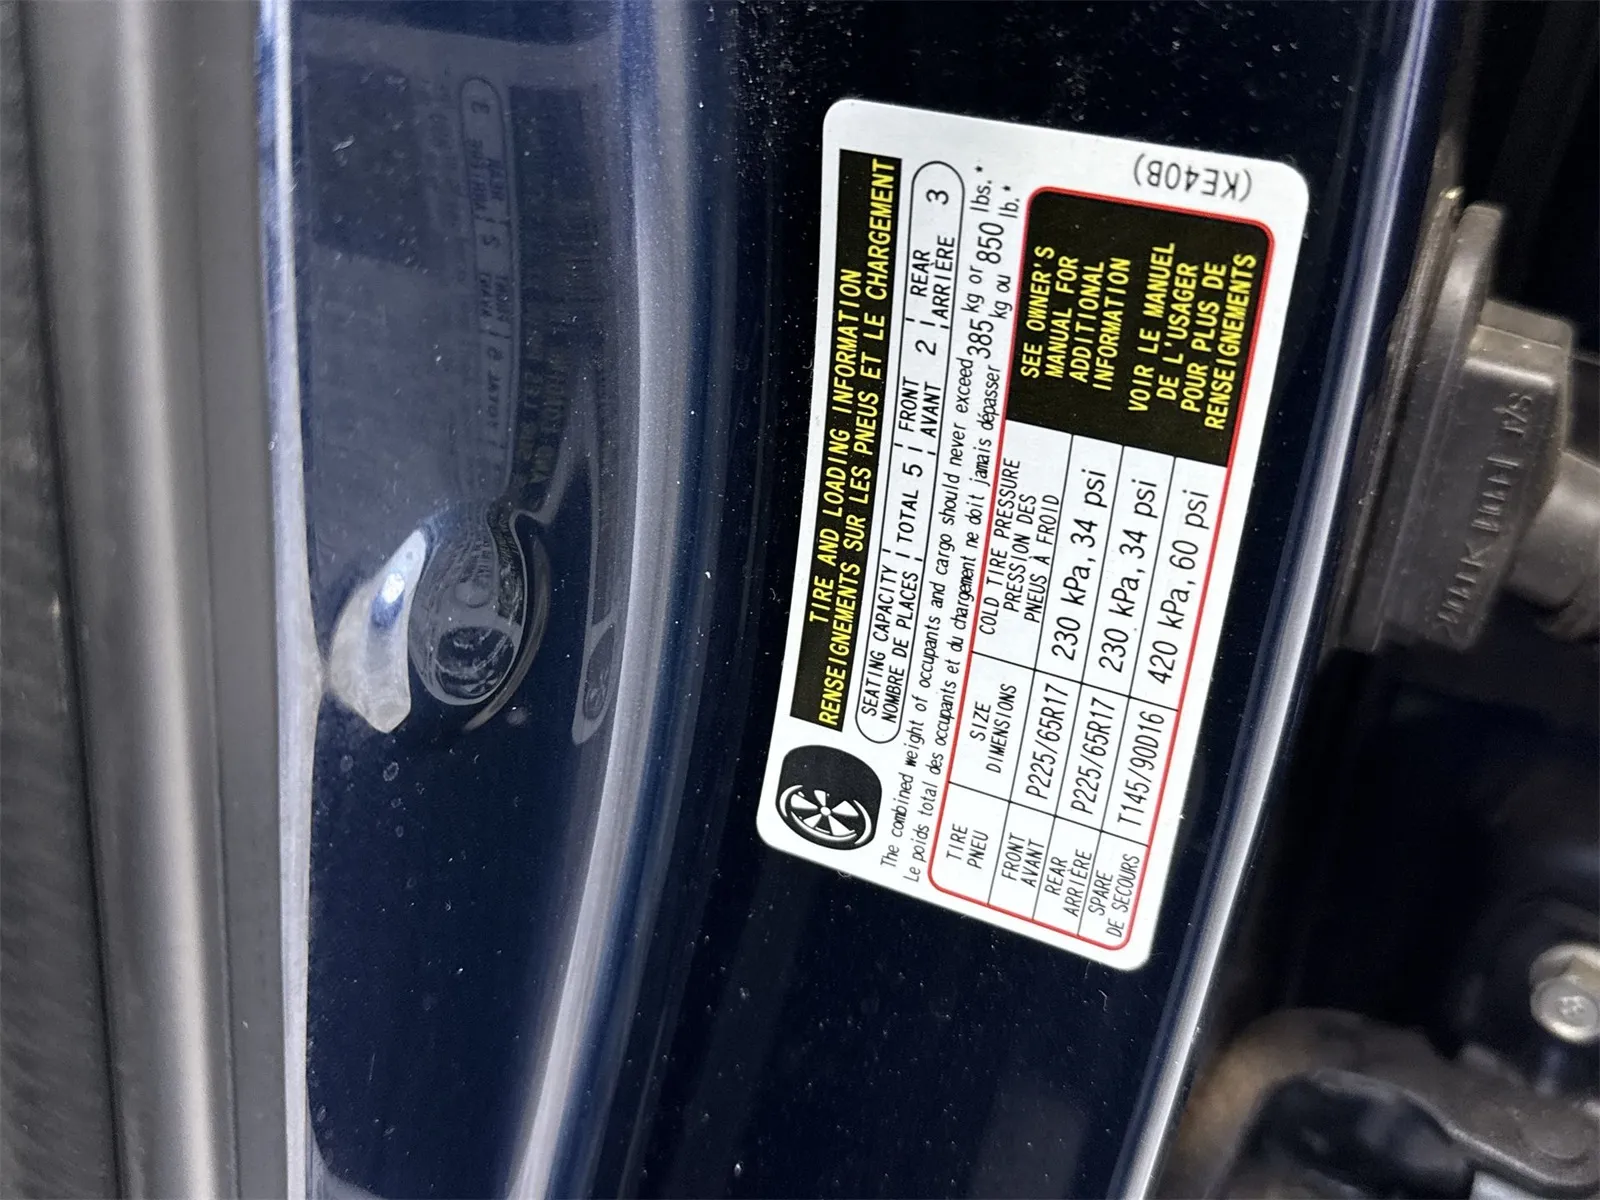 TIRE AND LOADING INFORMATION
RENSEIGNEMENTS SUR LES PNEUS ET LE CHARGEMENT
SEATING CAPACITY TOTAL 5 FRONT 2 REAR 3
NOMBRE DE PLACES AVANT ARRIÈRE
The combined weight of occupants and cargo should never exceed 385 kg or 850 lbs.*
Le poids total des occupants et du chargement ne doit jamais dépasser kg ou lb.*
TIRE SIZE COLD TIRE PRESSURE
PNEU DIMENSIONS PRESSION DES
PNEUS À FROID
FRONT P225/65R17 230 kPa, 34 psi
AVANT
REAR P225/65R17 230 kPa, 34 psi
ARRIÈRE
SPARE T145/90D16 420 kPa, 60 psi
DE SECOURS
SEE OWNER'S
MANUAL FOR
ADDITIONAL
INFORMATION
VOIR LE MANUEL
DE L'USAGER
POUR PLUS DE
RENSEIGNEMENTS
(KE40B)